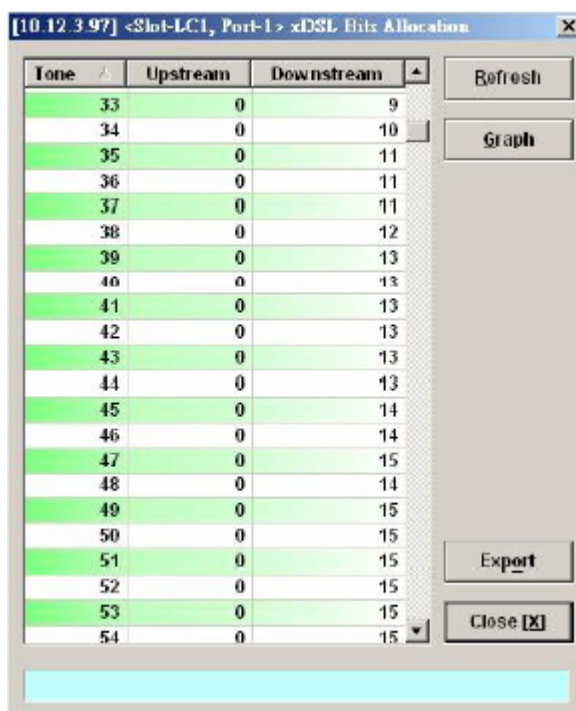 [10.12.3.97] <Slot-LC1, Port-1> xDSL Bits Allocation
Tone Upstream Downstream
33 0 9
34 0 10
35 0 11
36 0 11
37 0 11
38 0 12
39 0 13
40 0 13
41 0 13
42 0 13
43 0 13
44 0 13
45 0 14
46 0 14
47 0 15
48 0 14
49 0 15
50 0 15
51 0 15
52 0 15
53 0 15
54 0 15
Refresh
Graph
Export
Close [X]